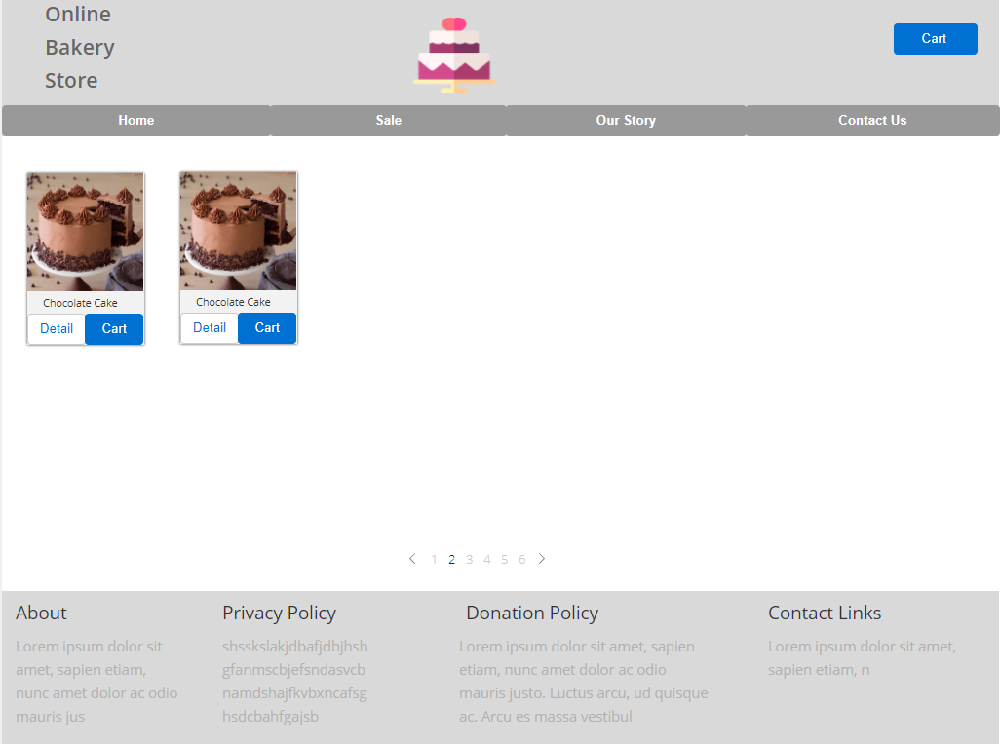 Online
Bakery
Store
Cart
Home Sale Our Story Contact Us
Chocolate Cake Chocolate Cake
Detail Cart Detail Cart
1 2 3 4 5 6
About
Lorem ipsum dolor sit
amet, sapien etiam,
nunc amet dolor ac odio
mauris jus
Privacy Policy
shsskslakjdbafjdbjhsh
gfanmscbjefsndasvcb
namdshajfkvbxncafsg
hsdcbahfgajsb
Donation Policy
Lorem ipsum dolor sit amet, sapien
etiam, nunc amet dolor ac odio
mauris justo. Luctus arcu, ud quisque
ac. Arcu es massa vestibul
Contact Links
Lorem ipsum dolor sit amet,
sapien etiam, n